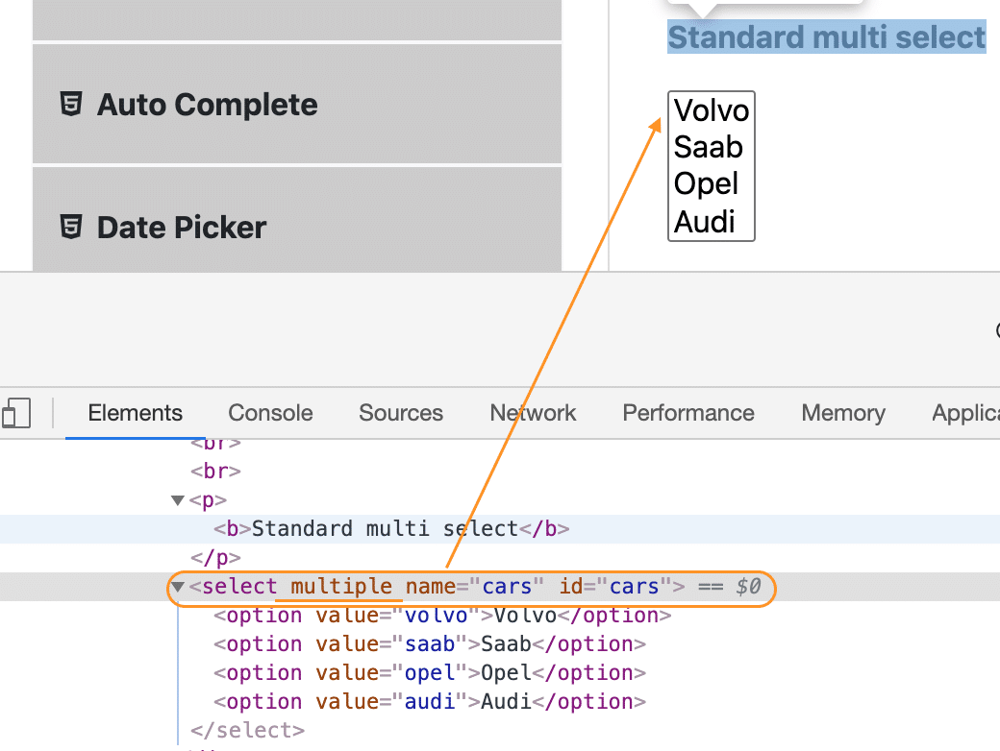 Standard multi select
Auto Complete
Date Picker
Volvo
Saab
Opel
Audi
Elements Console Sources Network Performance Memory Applica
<br>
<br>
<p>
<b>Standard multi select</b>
</p>
<select multiple name="cars" id="cars"> == $0
<option value="volvo">Volvo</option>
<option value="saab">Saab</option>
<option value="opel">Opel</option>
<option value="audi">Audi</option>
</select>